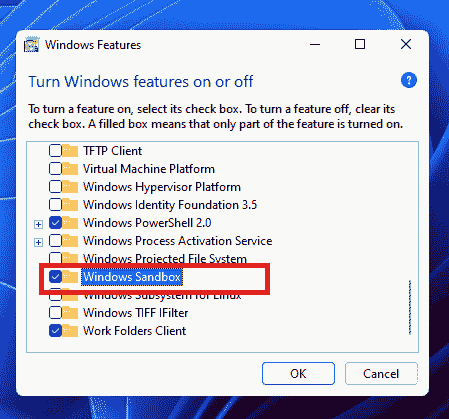 Windows Features
Turn Windows features on or off
?
To turn a feature on, select its check box. To turn a feature off, clear its
check box. A filled box means that only part of the feature is turned on.
TFTP Client
Virtual Machine Platform
Windows Hypervisor Platform
Windows Identity Foundation 3.5
Windows PowerShell 2.0
Windows Process Activation Service
Windows Projected File System
Windows Sandbox
Windows Subsystem for Linux
Windows TIFF IFilter
Work Folders Client
OK
Cancel